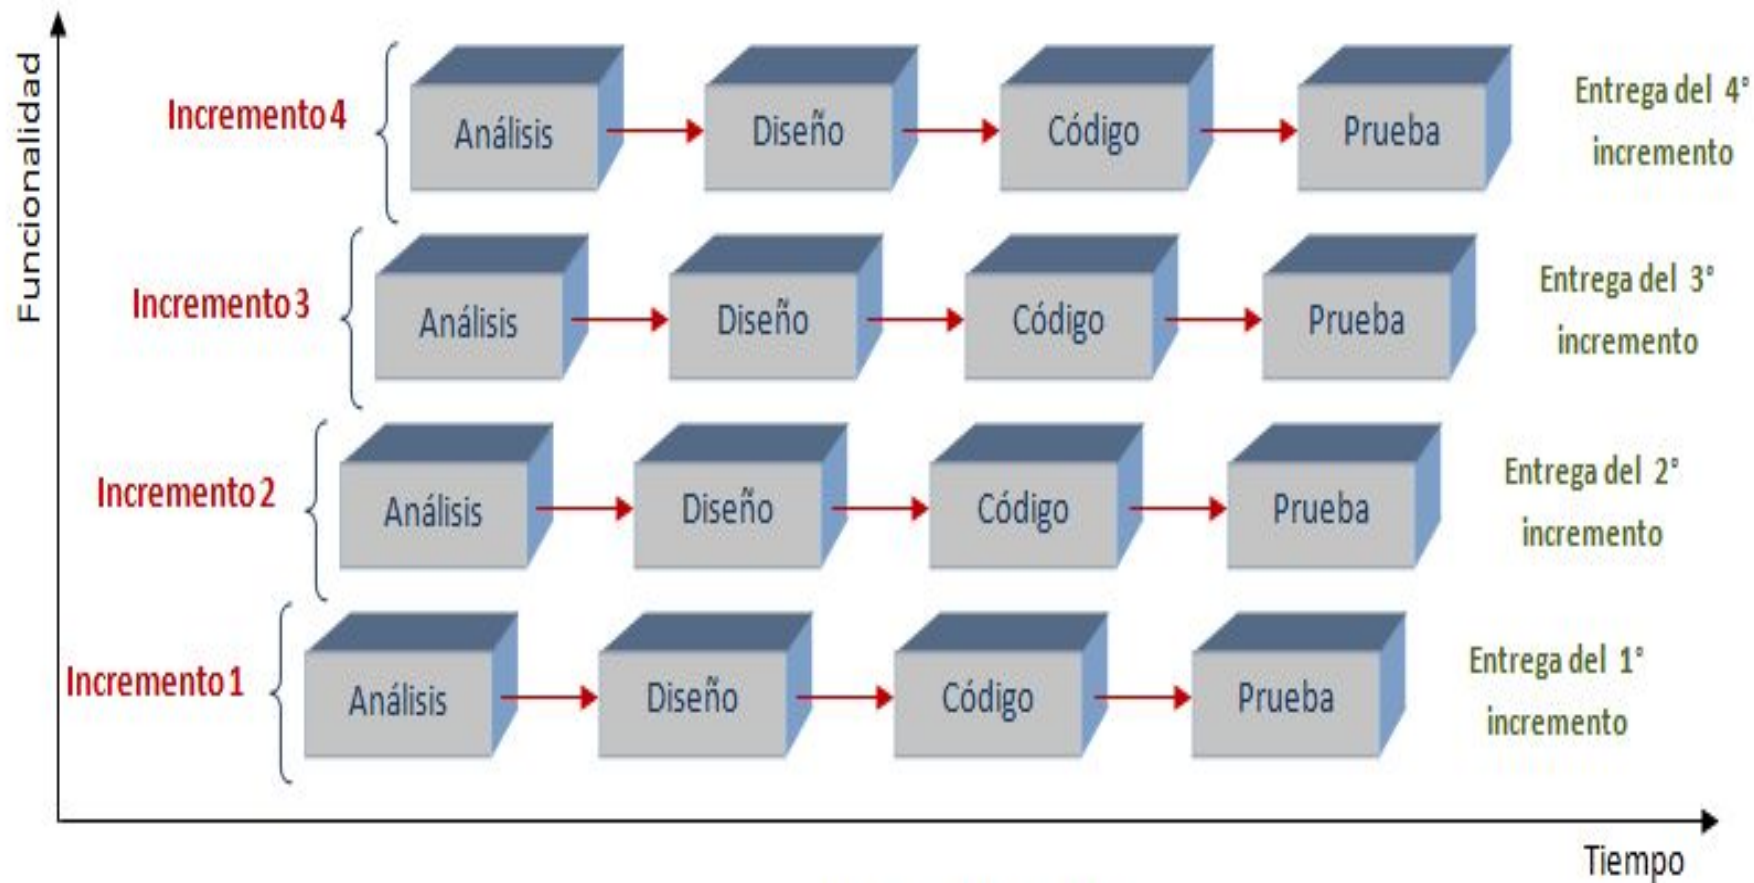 Funcionalidad
Incremento 4
Análisis
Diseño
Código
Prueba
Entrega del 4°
incremento
Incremento 3
Análisis
Diseño
Código
Prueba
Entrega del 3°
incremento
Incremento 2
Análisis
Diseño
Código
Prueba
Entrega del 2°
incremento
Incremento 1
Análisis
Diseño
Código
Prueba
Entrega del 1°
incremento
Tiempo